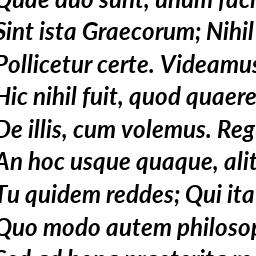 Quae duo sunt, unum faci
Sint ista Graecorum; Nihil
Pollicetur certe. Videamus
Hic nihil fuit, quod quaere
De illis, cum volemus. Reg
An hoc usque quaque, alit
Tu quidem reddes; Qui ita
Quo modo autem philosop